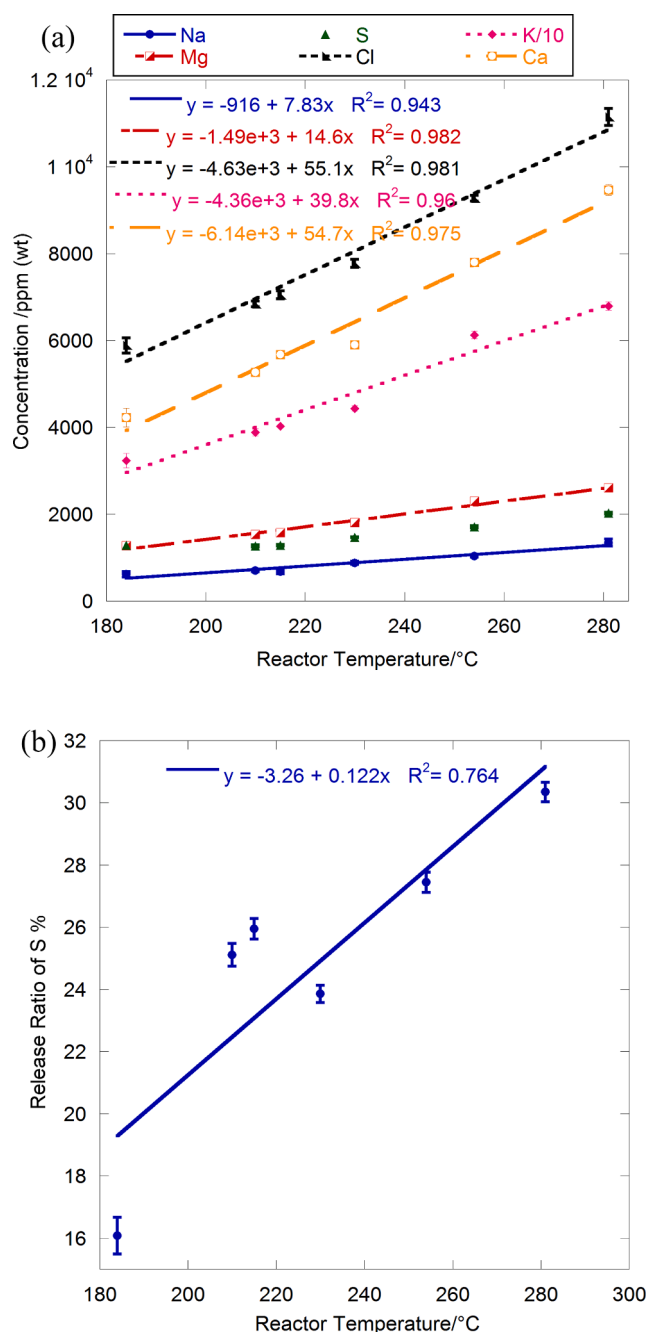 (a)
Na S K/10
Mg Cl Ca
1.2 10⁴
y = -916 + 7.83x R²= 0.943
y = -1.49e+3 + 14.6x R²= 0.982
1 10⁴
y = -4.63e+3 + 55.1x R²= 0.981
y = -4.36e+3 + 39.8x R²= 0.96
y = -6.14e+3 + 54.7x R²= 0.975
8000
6000
4000
2000
0
Concentration /ppm (wt)
180 200 220 240 260 280
Reactor Temperature/°C
(b)
32
y = -3.26 + 0.122x R²= 0.764
30
28
26
24
22
20
18
16
Release Ratio of S %
180 200 220 240 260 280 300
Reactor Temperature/°C